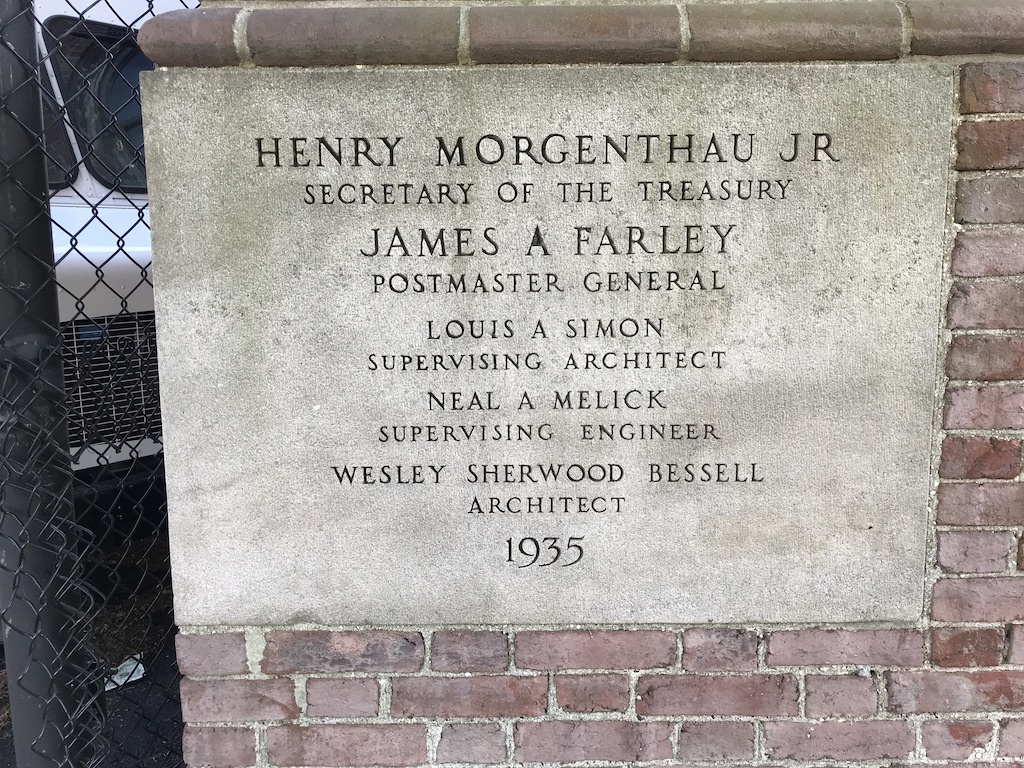 HENRY MORGENTHAU JR
SECRETARY OF THE TREASURY
JAMES A FARLEY
POSTMASTER GENERAL
LOUIS A SIMON
SUPERVISING ARCHITECT
NEAL A MELICK
SUPERVISING ENGINEER
WESLEY SHERWOOD BESSELL
ARCHITECT
1935